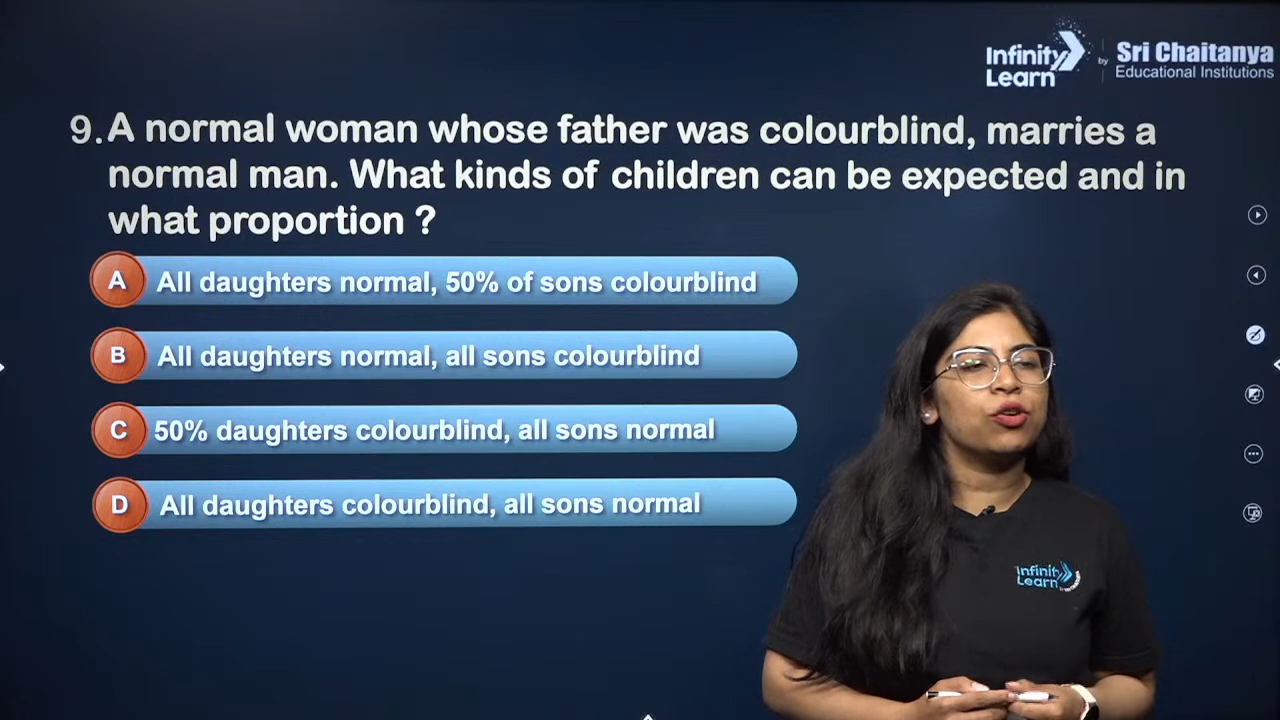 Infinity Learn by Sri Chaitanya Educational Institutions
9. A normal woman whose father was colourblind, marries a
normal man. What kinds of children can be expected and in
what proportion ?
A All daughters normal, 50% of sons colourblind
B All daughters normal, all sons colourblind
C 50% daughters colourblind, all sons normal
D All daughters colourblind, all sons normal
Infinity
Learn